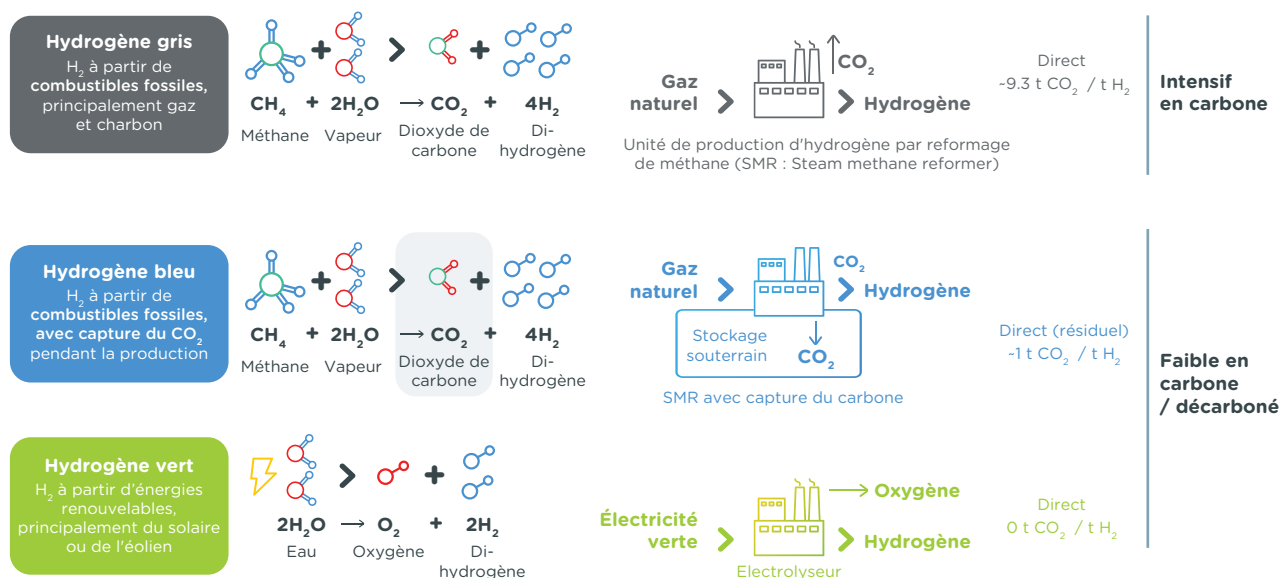 Hydrogène gris
H₂ à partir de
combustibles fossiles,
principalement gaz
et charbon
CH₄ + 2H₂O → CO₂ + 4H₂
Méthane Vapeur Dioxyde de carbone Di-hydrogène
Gaz
naturel
CO₂
Hydrogène
Unité de production d'hydrogène par reformage
de méthane (SMR : Steam methane reformer)
Direct
~9.3 t CO₂ / t H₂
Intensif
en carbone
Hydrogène bleu
H₂ à partir de
combustibles fossiles,
avec capture du CO₂
pendant la production
CH₄ + 2H₂O → CO₂ + 4H₂
Méthane Vapeur Dioxyde de carbone Di-hydrogène
Gaz
naturel
CO₂
Hydrogène
Stockage
souterrain
CO₂
SMR avec capture du carbone
Direct (résiduel)
~1 t CO₂ / t H₂
Faible en
carbone
/ décarboné
Hydrogène vert
H₂ à partir d'énergies
renouvelables,
principalement du solaire
ou de l'éolien
2H₂O → O₂ + 2H₂
Eau Oxygène Di-hydrogène
Électricité
verte
Oxygène
Hydrogène
Electrolyseur
Direct
0 t CO₂ / t H₂